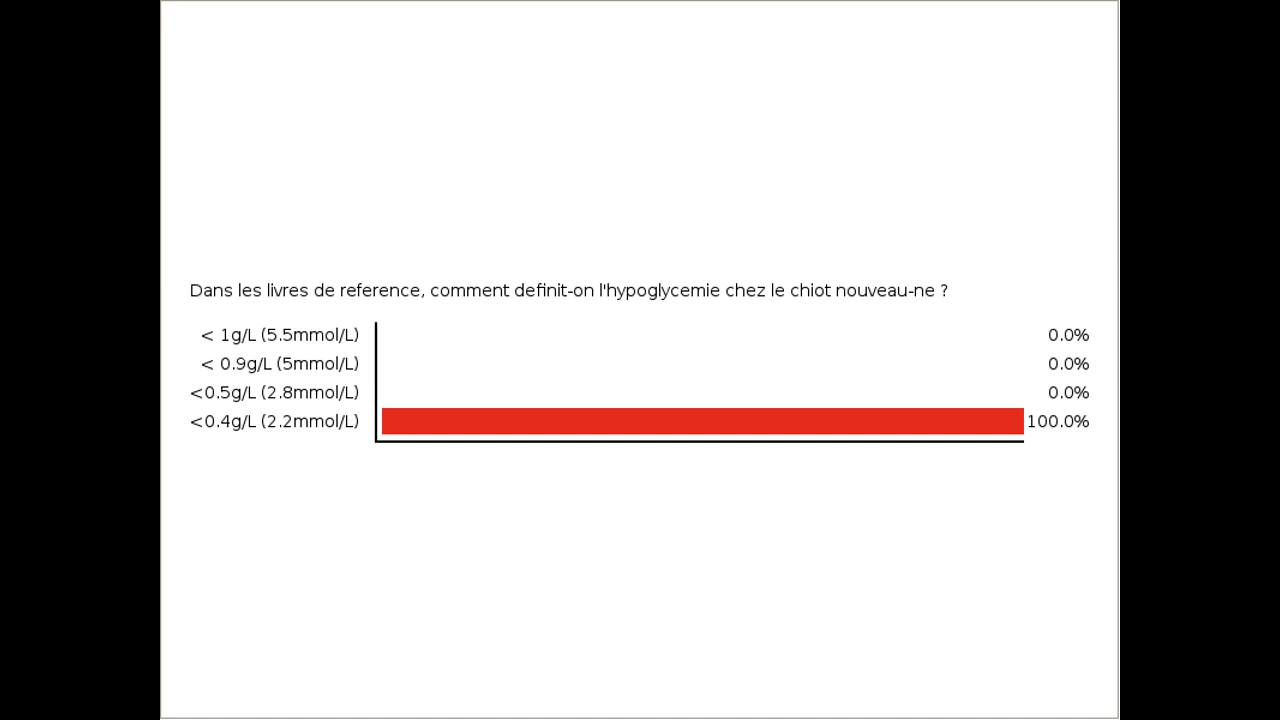 Dans les livres de reference, comment definit-on l'hypoglycemie chez le chiot nouveau-ne ?
< 1g/L (5.5mmol/L) 0.0%
< 0.9g/L (5mmol/L) 0.0%
<0.5g/L (2.8mmol/L) 0.0%
<0.4g/L (2.2mmol/L) 100.0%